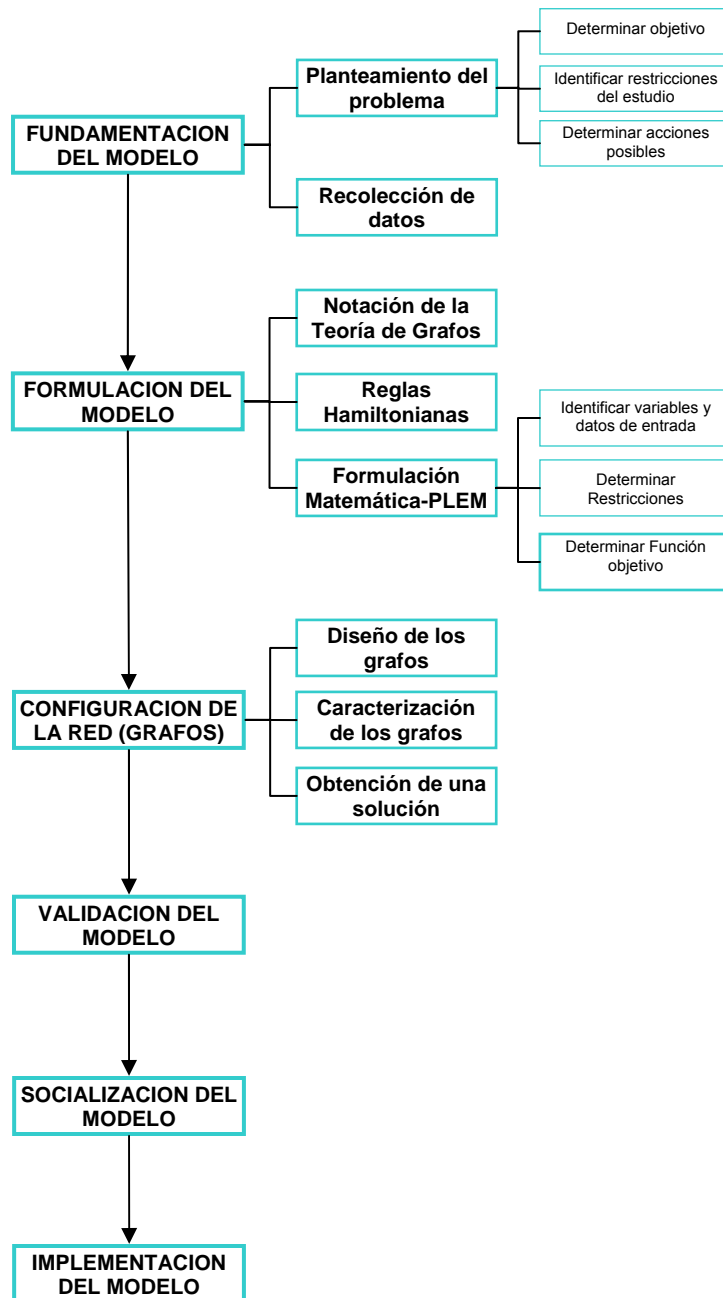 FUNDAMENTACION
DEL MODELO
Planteamiento del
problema
Determinar objetivo
Identificar restricciones
del estudio
Determinar acciones
posibles
Recolección de
datos
FORMULACION DEL
MODELO
Notación de la
Teoría de Grafos
Reglas
Hamiltonianas
Formulación
Matemática-PLEM
Identificar variables y
datos de entrada
Determinar
Restricciones
Determinar Función
objetivo
CONFIGURACION DE
LA RED (GRAFOS)
Diseño de los
grafos
Caracterización
de los grafos
Obtención de una
solución
VALIDACION DEL
MODELO
SOCIALIZACION DEL
MODELO
IMPLEMENTACION
DEL MODELO